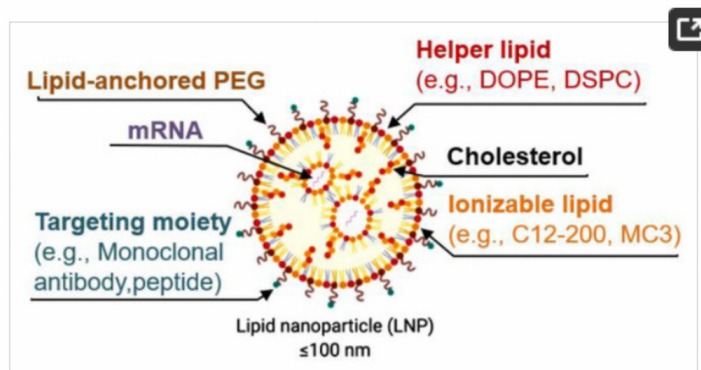 Helper lipid
(e.g., DOPE, DSPC)
Lipid-anchored PEG
mRNA
Cholesterol
Ionizable lipid
(e.g., C12-200, MC3)
Targeting moiety
(e.g., Monoclonal
antibody,peptide)
Lipid nanoparticle (LNP)
≤100 nm